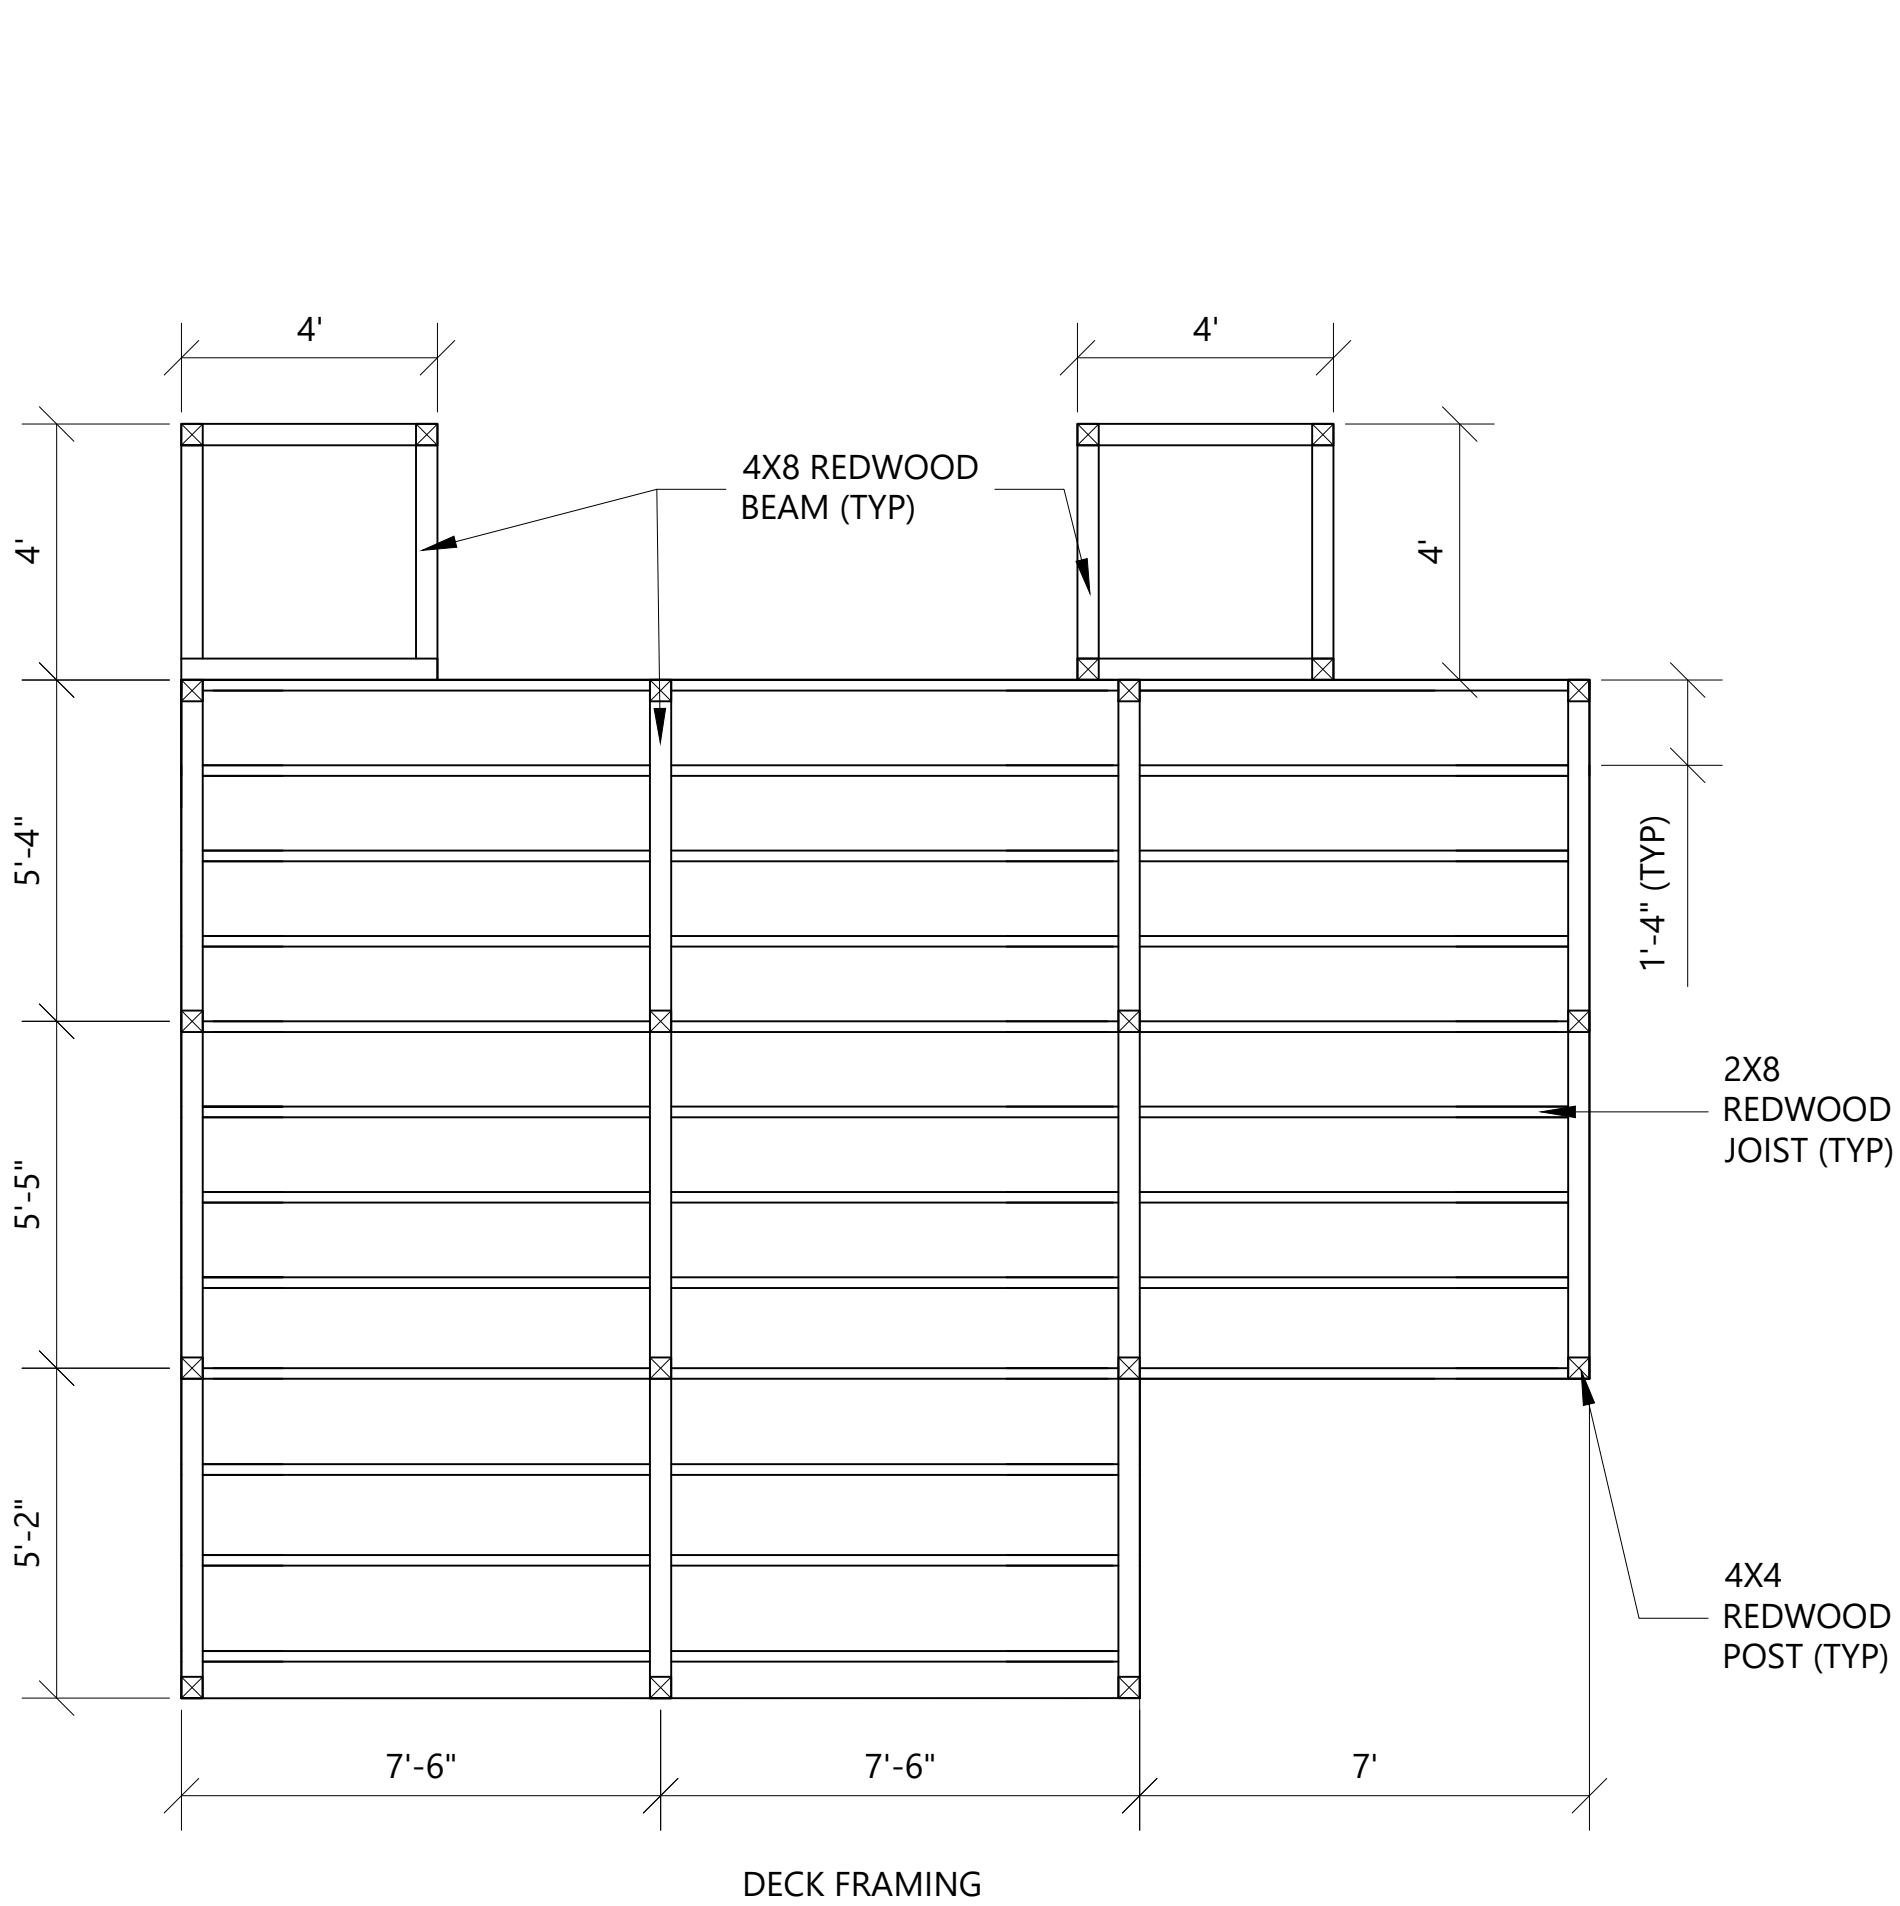 4'
4'
4X8 REDWOOD
BEAM (TYP)
4'
4'
5'-4"
1'-4" (TYP)
2X8
REDWOOD
JOIST (TYP)
5'-5"
5'-2"
4X4
REDWOOD
POST (TYP)
7'-6"
7'-6"
7'
DECK FRAMING